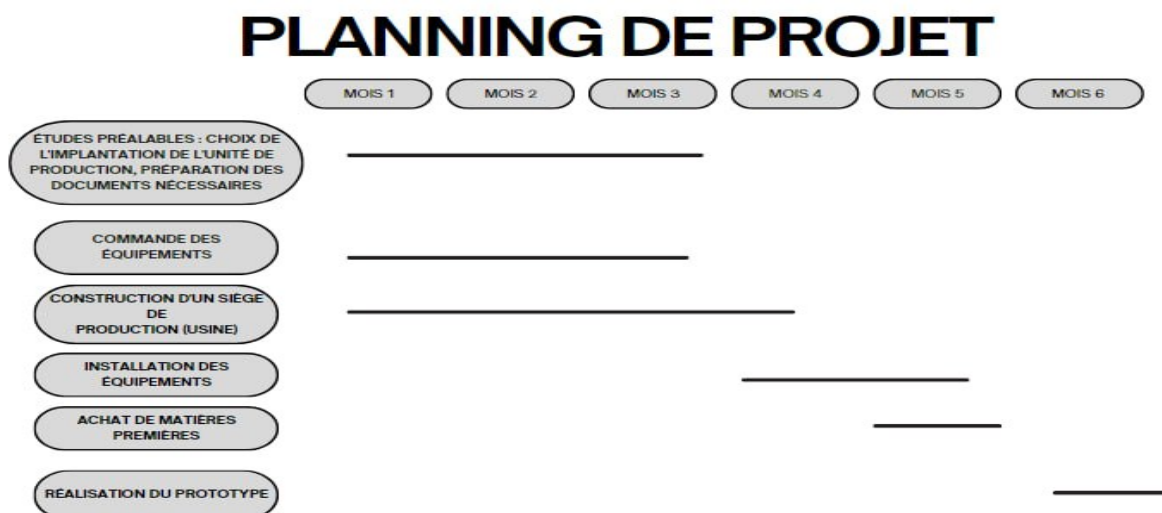 PLANNING DE PROJET
MOIS 1
MOIS 2
MOIS 3
MOIS 4
MOIS 5
MOIS 6
ÉTUDES PRÉALABLES : CHOIX DE
L'IMPLANTATION DE L'UNITÉ DE
PRODUCTION, PRÉPARATION DES
DOCUMENTS NÉCESSAIRES
COMMANDE DES
ÉQUIPEMENTS
CONSTRUCTION D'UN SIÈGE
DE
PRODUCTION (USINE)
INSTALLATION DES
ÉQUIPEMENTS
ACHAT DE MATIÈRES
PREMIÈRES
RÉALISATION DU PROTOTYPE